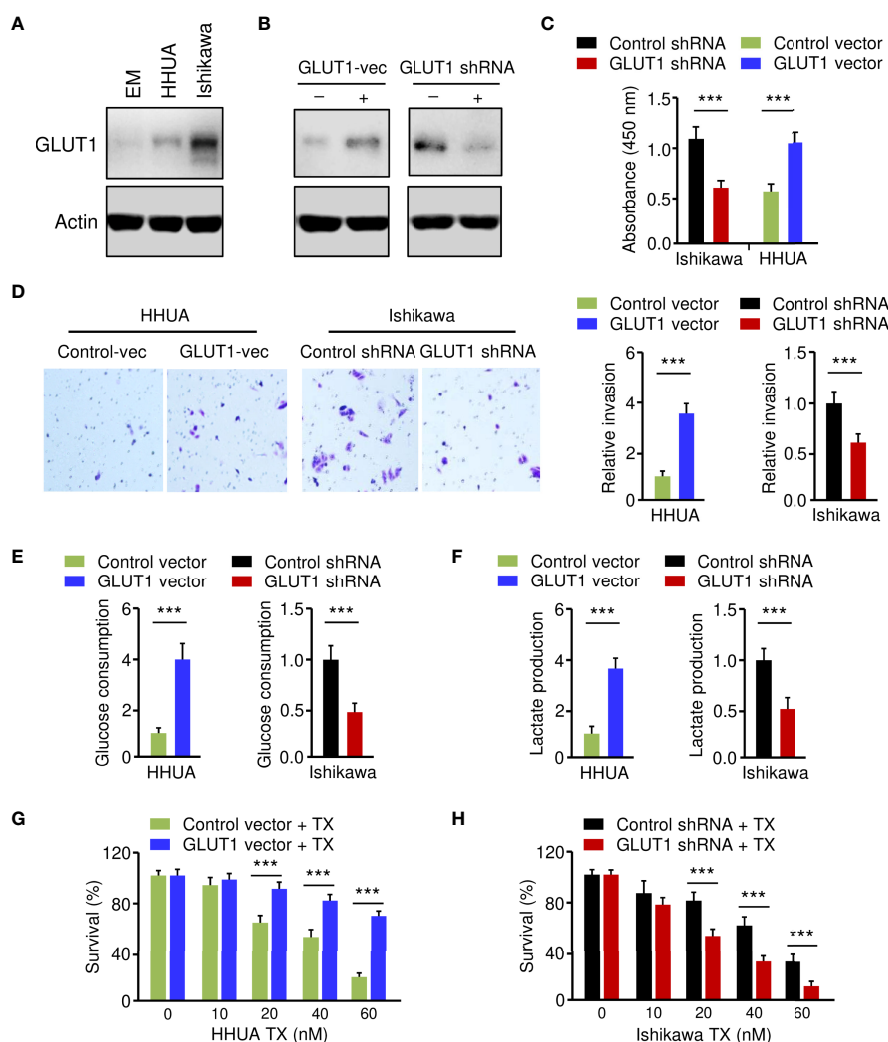 A
EM
HHUA
Ishikawa
GLUT1
Actin
B
GLUT1-vec
GLUT1 shRNA
– + – +
C
Control shRNA
Control vector
GLUT1 shRNA
GLUT1 vector
Absorbance (450 nm)
1.5
1.0
0.5
0.0
*** ***
Ishikawa HHUA
D
HHUA
Ishikawa
Control-vec
GLUT1-vec
Control shRNA
GLUT1 shRNA
Control vector
Control shRNA
GLUT1 vector
GLUT1 shRNA
Relative invasion
6
4
2
0
***
HHUA
Relative invasion
1.5
1.0
0.5
0.0
***
Ishikawa
E
Control vector
Control shRNA
GLUT1 vector
GLUT1 shRNA
Glucose consumption
6
4
2
0
***
HHUA
Glucose consumption
1.5
1.0
0.5
0.0
***
Ishikawa
F
Control vector
Control shRNA
GLUT1 vector
GLUT1 shRNA
Lactate production
6
4
2
0
***
HHUA
Lactate production
1.5
1.0
0.5
0.0
***
Ishikawa
G
Control vector + TX
GLUT1 vector + TX
Survival (%)
120
80
40
0
*** *** ***
0 10 20 40 60
HHUA TX (nM)
H
Control shRNA + TX
GLUT1 shRNA + TX
Survival (%)
120
80
40
0
*** *** ***
0 10 20 40 60
Ishikawa TX (nM)